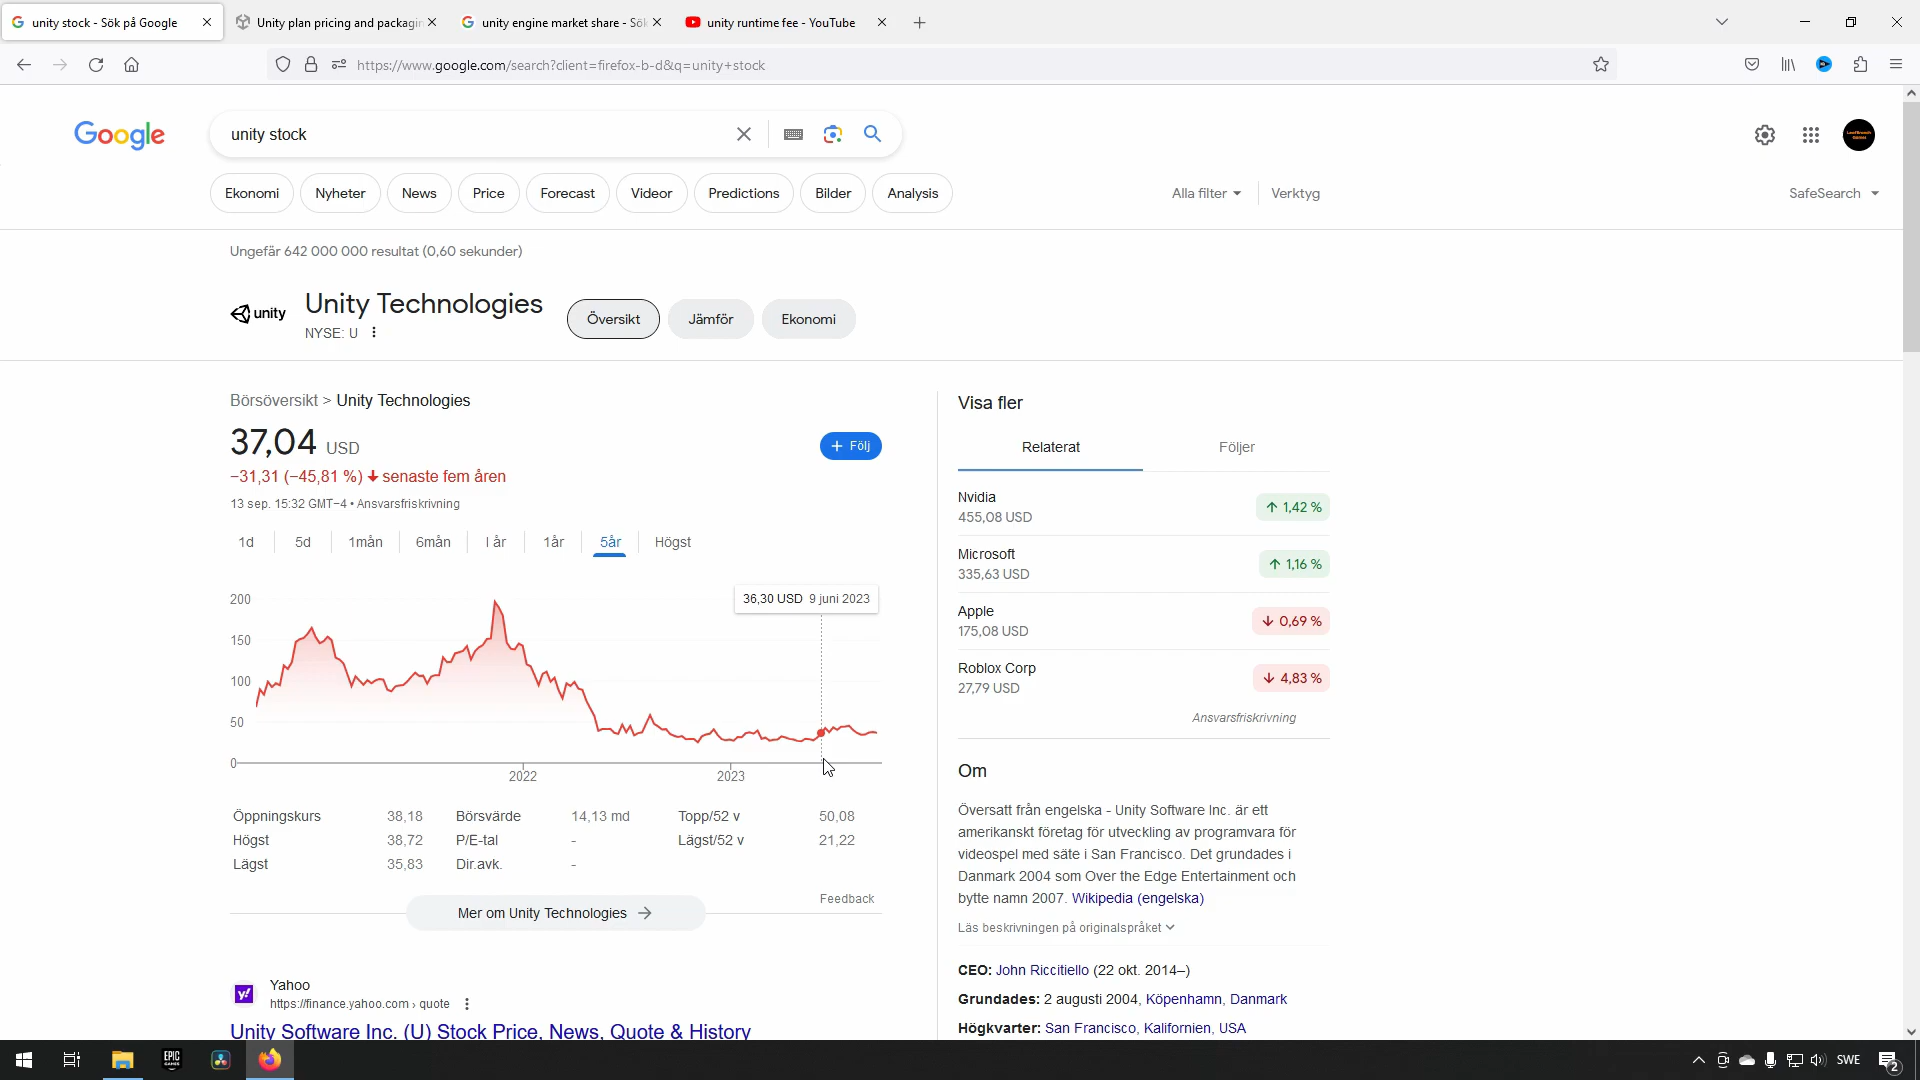 unity stock - Sök på Google
Unity plan pricing and packagin
unity engine market share - Sök
unity runtime fee - YouTube
https://www.google.com/search?client=firefox-b-d&q=unity+stock
Google
unity stock
Ekonomi
Nyheter
News
Price
Forecast
Videor
Predictions
Bilder
Analysis
Alla filter
Verktyg
SafeSearch
Ungefär 642 000 000 resultat (0,60 sekunder)
unity
Unity Technologies
NYSE: U
Översikt
Jämför
Ekonomi
Börsöversikt > Unity Technologies
37,04 USD
+ Följ
−31,31 (−45,81 %) senaste fem åren
13 sep. 15:32 GMT−4 • Ansvarsfriskrivning
1d
5d
1mån
6mån
I år
1år
5år
Högst
36,30 USD 9 juni 2023
200
150
100
50
0
2022
2023
Öppningskurs 38,18
Högst 38,72
Lägst 35,83
Börsvärde 14,13 md
P/E-tal -
Dir.avk. -
Topp/52 v 50,08
Lägst/52 v 21,22
Feedback
Mer om Unity Technologies
Yahoo
https://finance.yahoo.com › quote
Unity Software Inc. (U) Stock Price, News, Quote & History
Visa fler
Relaterat
Följer
Nvidia
455,08 USD
1,42 %
Microsoft
335,63 USD
1,16 %
Apple
175,08 USD
0,69 %
Roblox Corp
27,79 USD
4,83 %
Ansvarsfriskrivning
Om
Översatt från engelska - Unity Software Inc. är ett
amerikanskt företag för utveckling av programvara för
videospel med säte i San Francisco. Det grundades i
Danmark 2004 som Over the Edge Entertainment och
bytte namn 2007. Wikipedia (engelska)
Läs beskrivningen på originalspråket
CEO: John Riccitiello (22 okt. 2014–)
Grundades: 2 augusti 2004, Köpenhamn, Danmark
Högkvarter: San Francisco, Kalifornien, USA
EPIC
GAMES
SWE
2